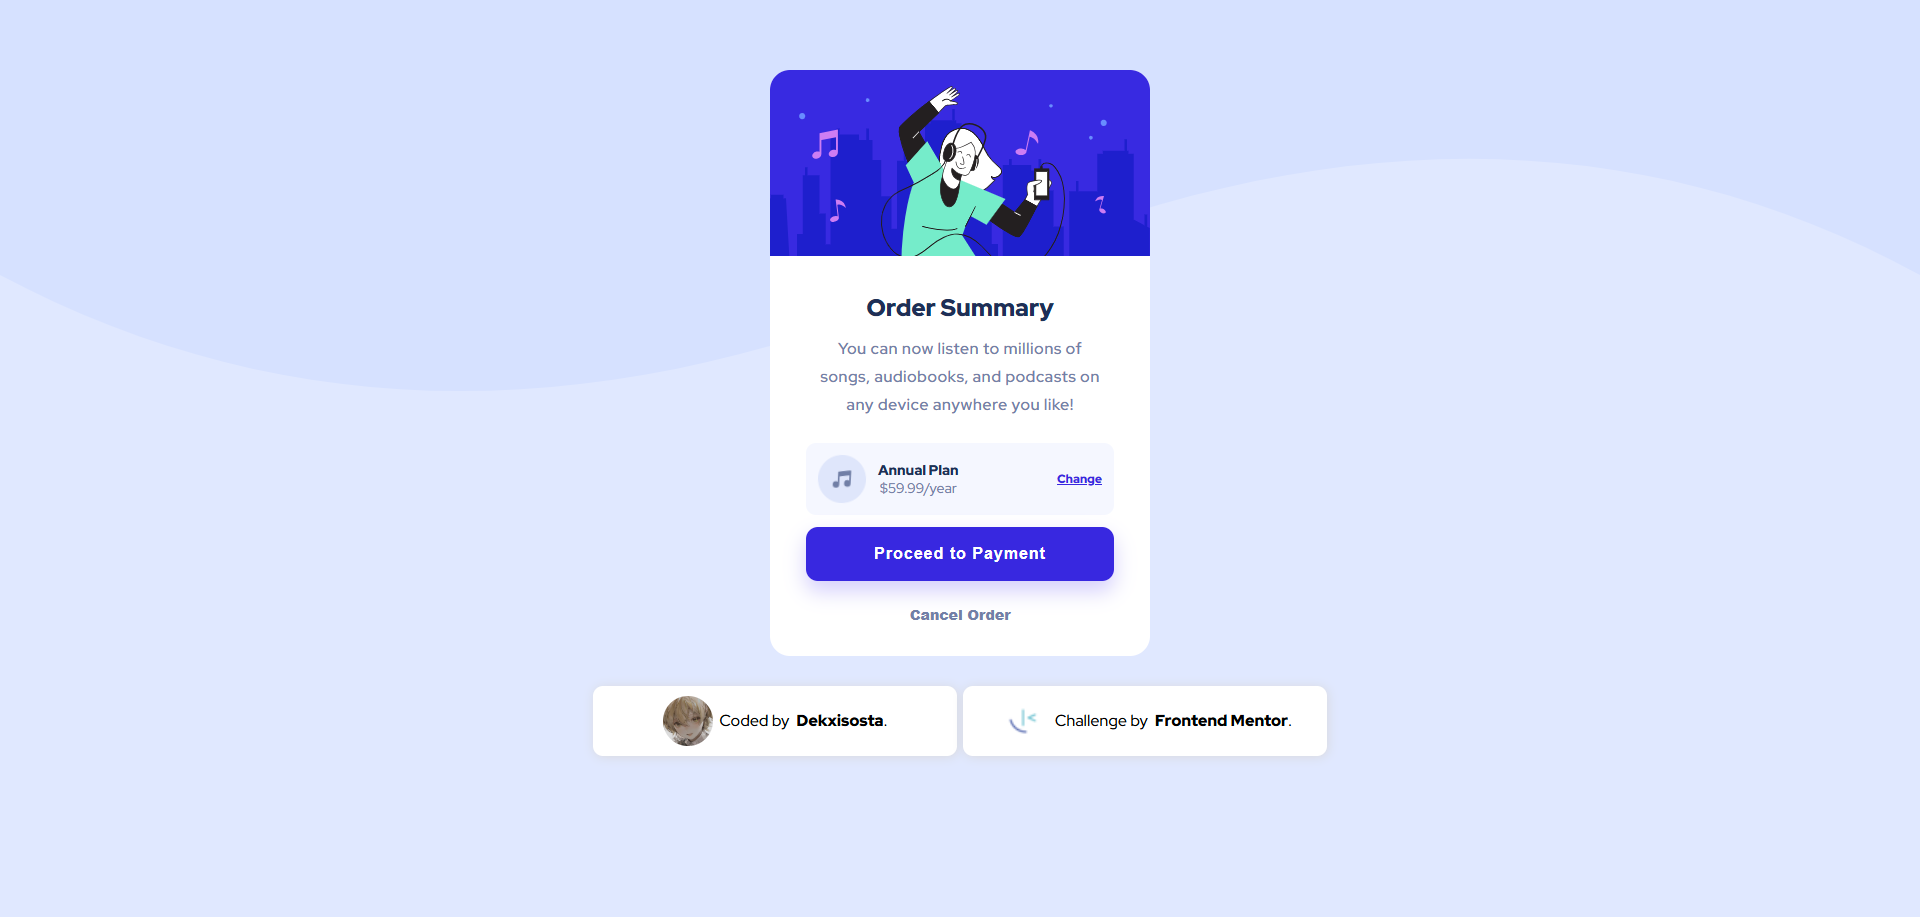 Order Summary
You can now listen to millions of
songs, audiobooks, and podcasts on
any device anywhere you like!
Annual Plan
$59.99/year
Change
Proceed to Payment
Cancel Order
Coded by Dekxisosta.
Challenge by Frontend Mentor.